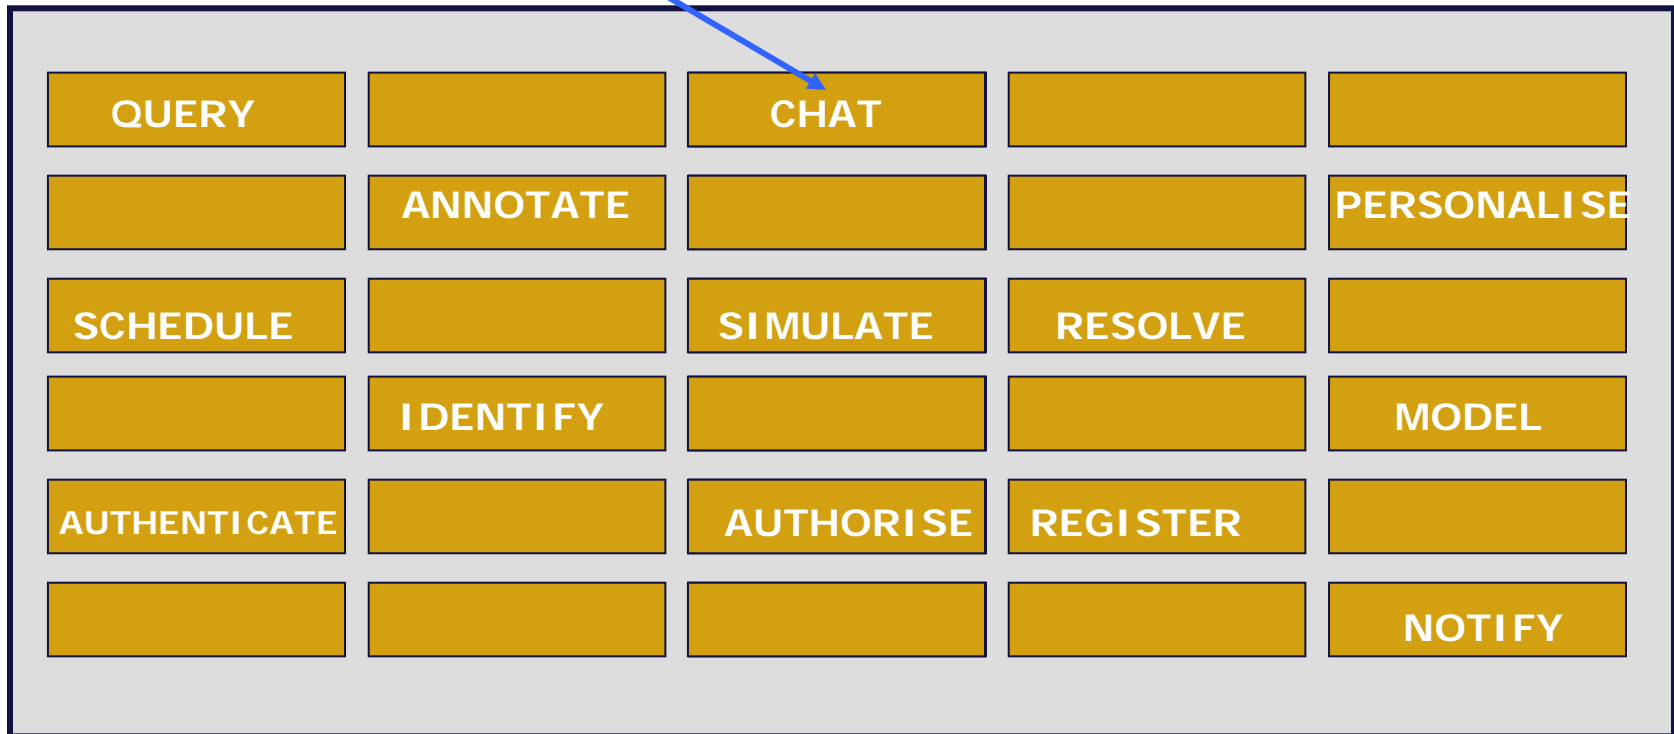 QUERY
CHAT
ANNOTATE
PERSONALISE
SCHEDULE
SIMULATE
RESOLVE
IDENTIFY
MODEL
AUTHENTICATE
AUTHORISE
REGISTER
NOTIFY